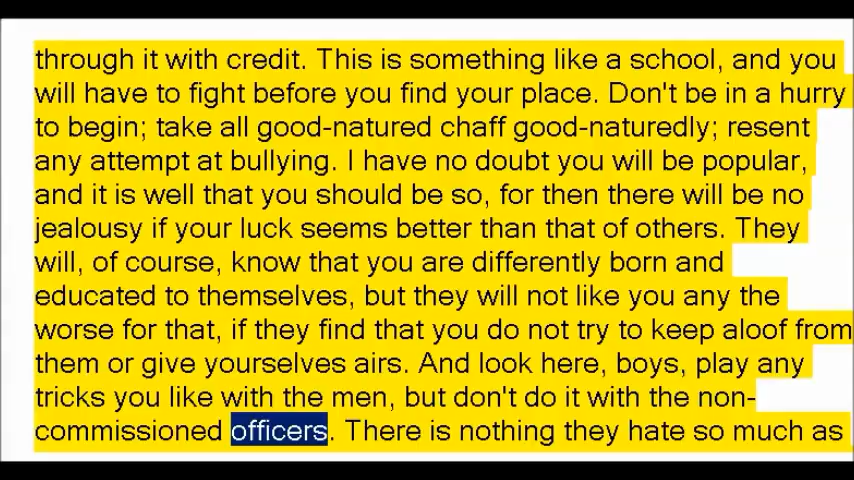 through it with credit. This is something like a school, and you
will have to fight before you find your place. Don't be in a hurry
to begin; take all good-natured chaff good-naturedly; resent
any attempt at bullying. I have no doubt you will be popular,
and it is well that you should be so, for then there will be no
jealousy if your luck seems better than that of others. They
will, of course, know that you are differently born and
educated to themselves, but they will not like you any the
worse for that, if they find that you do not try to keep aloof from
them or give yourselves airs. And look here, boys, play any
tricks you like with the men, but don't do it with the non-
commissioned officers. There is nothing they hate so much as